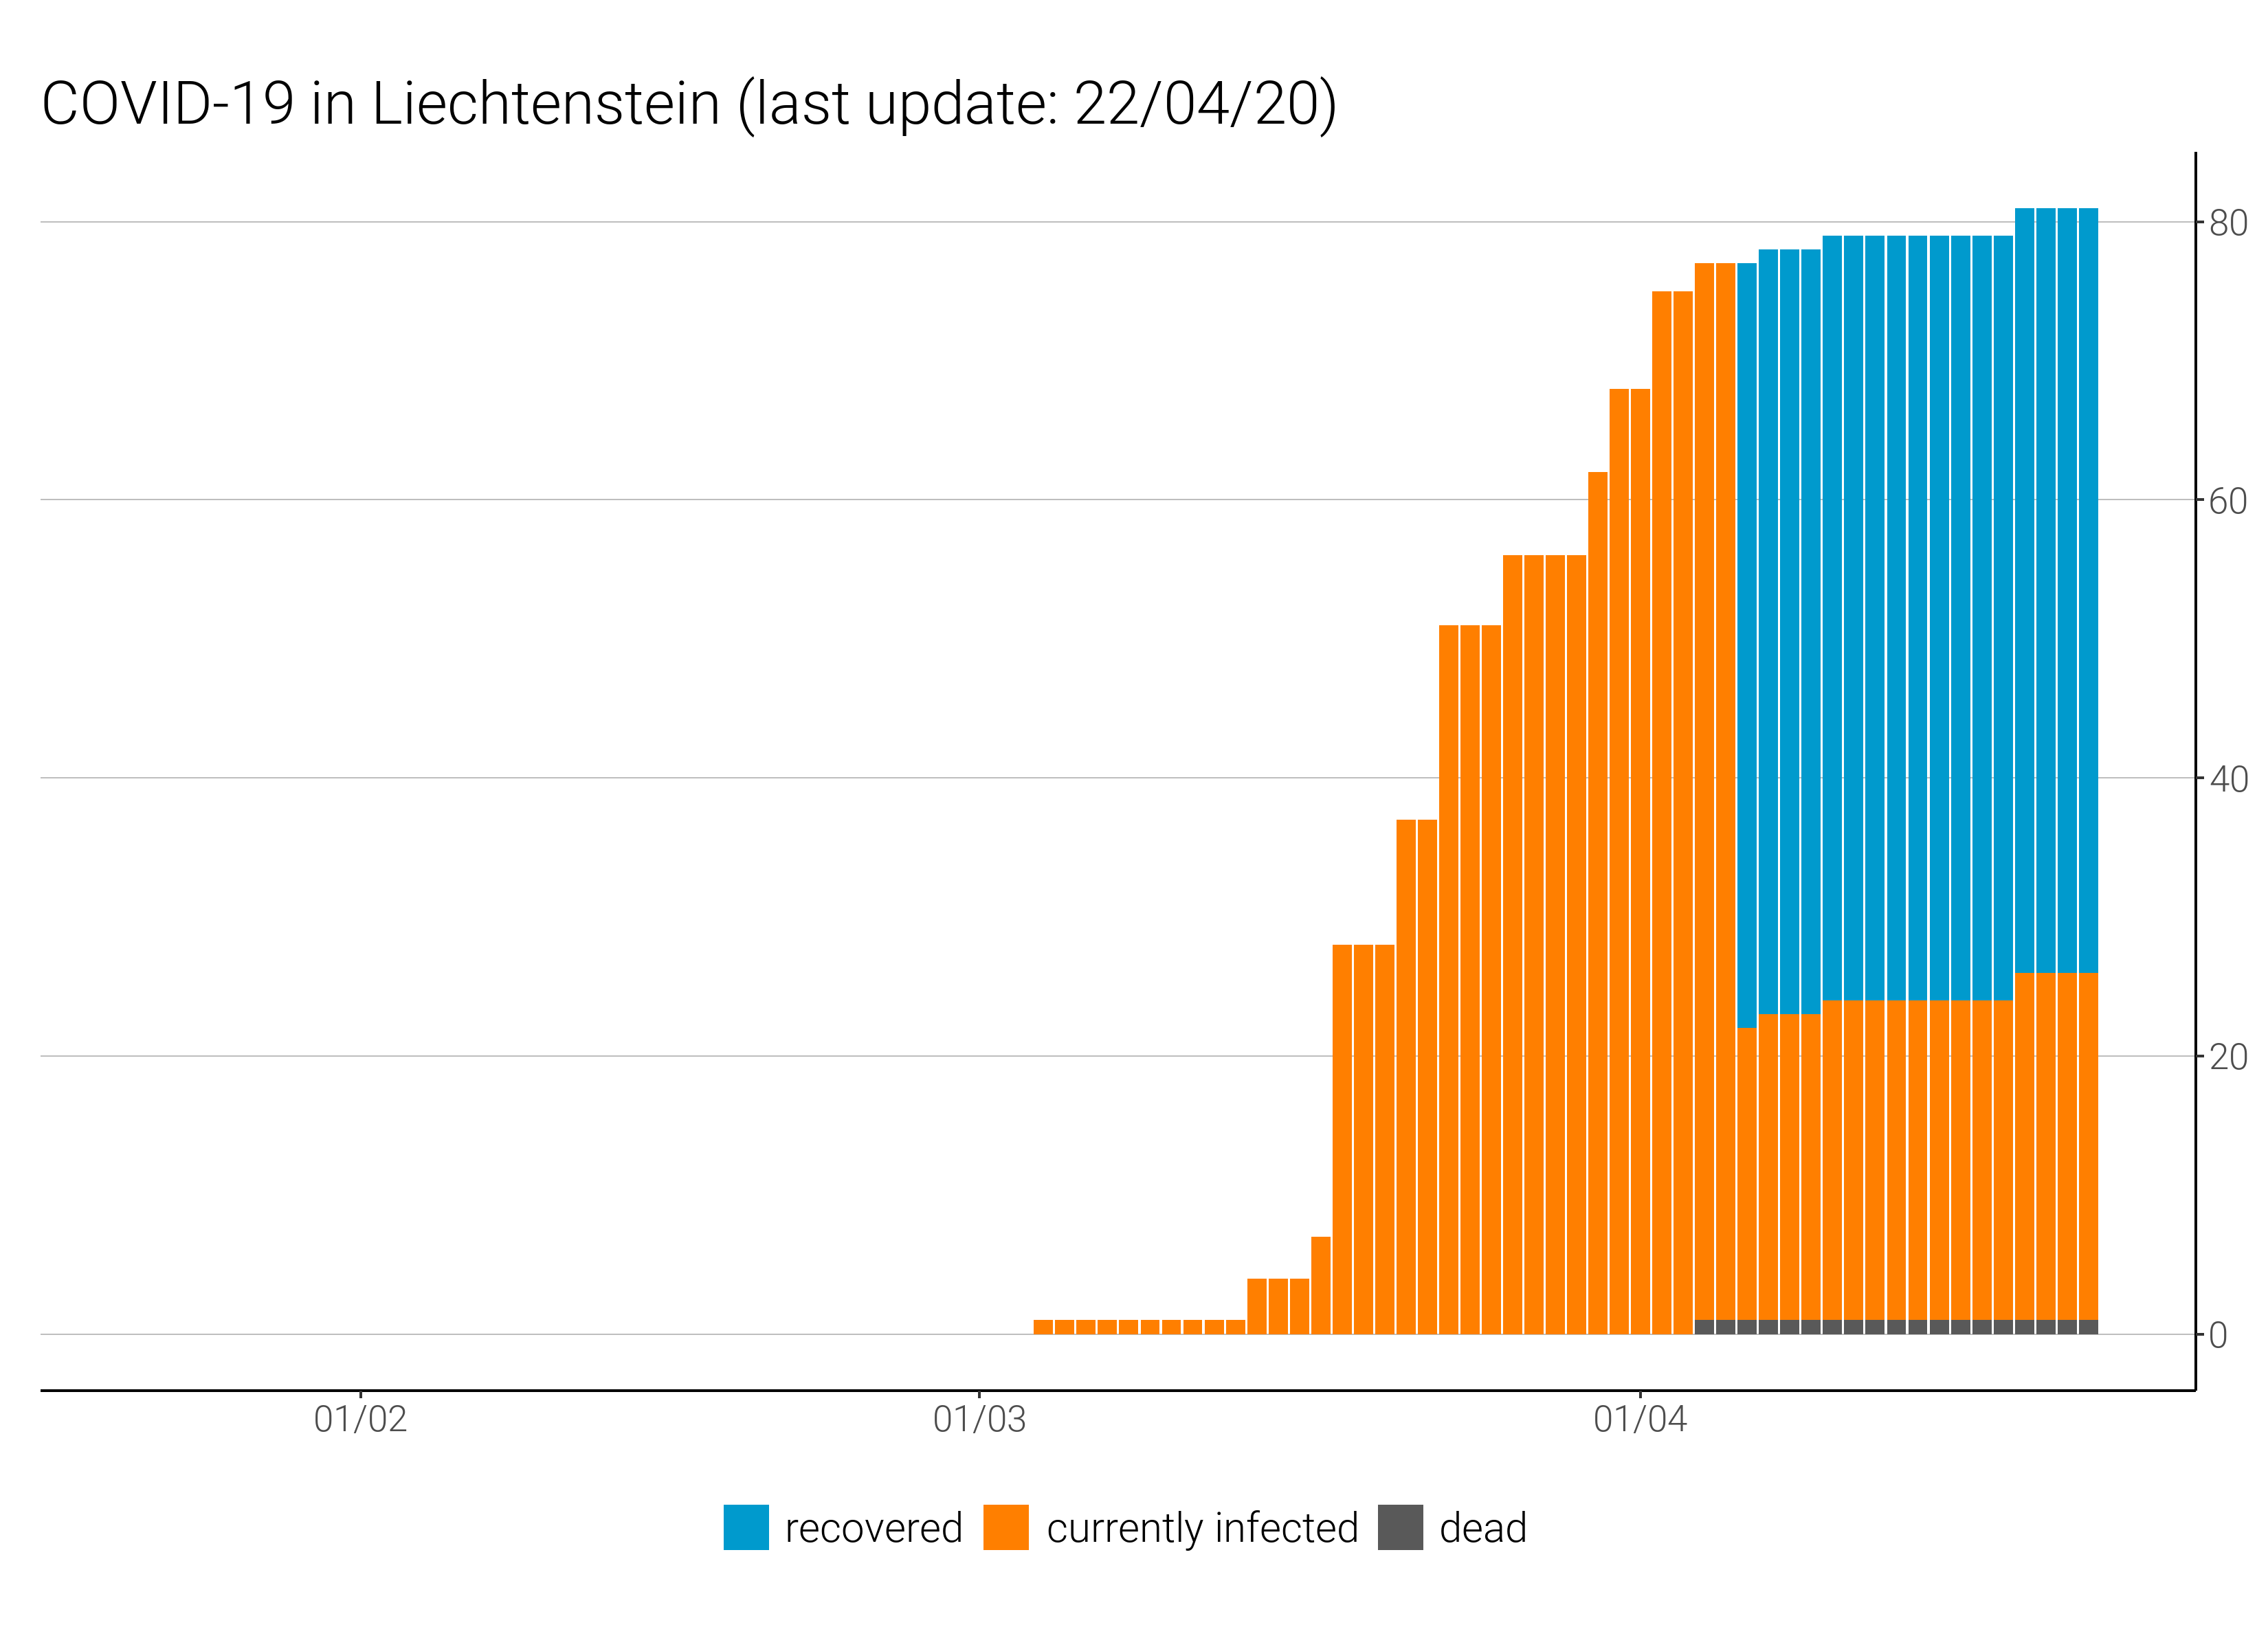 COVID-19 in Liechtenstein (last update: 22/04/20)
80
60
40
20
0
01/02 01/03 01/04
recovered currently infected dead